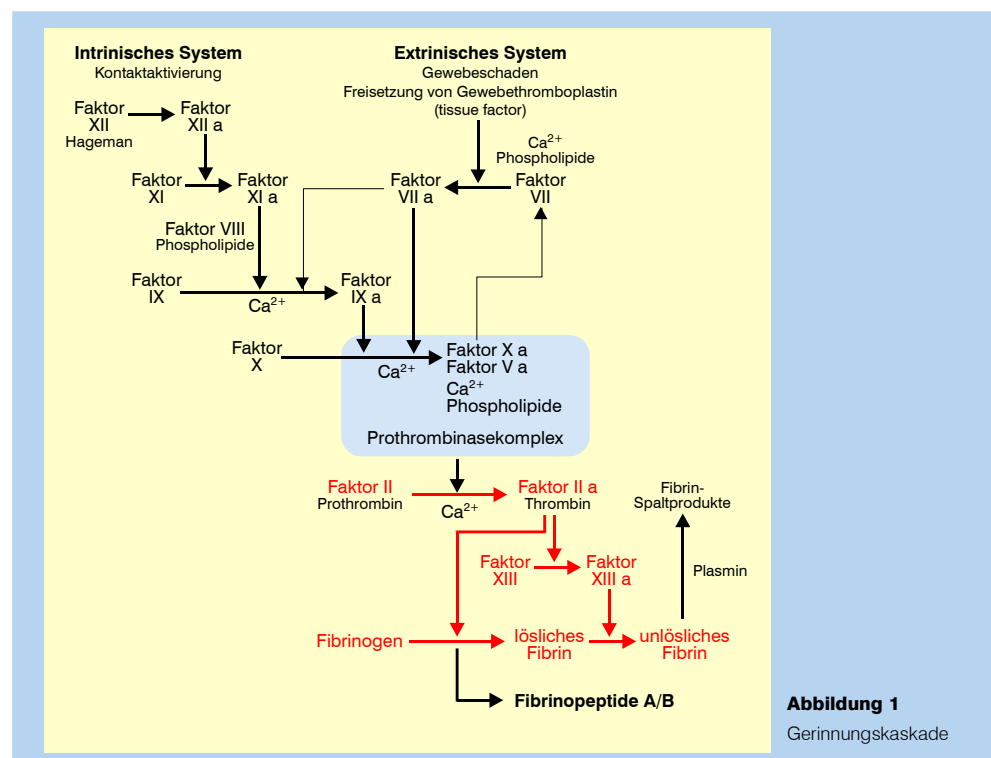 Intrinisches System
Kontaktaktivierung
Extrinisches System
Gewebeschaden
Freisetzung von Gewebethromboplastin
(tissue factor)
Faktor
XII
Hageman
Faktor
XII a
Ca2+
Phospholipide
Faktor
XI
Faktor
XI a
Faktor
VII a
Faktor
VII
Faktor VIII
Phospholipide
Faktor
IX
Ca2+
Faktor
IX a
Faktor
X
Ca2+
Faktor X a
Faktor V a
Ca2+
Phospholipide
Prothrombinasekomplex
Faktor II
Prothrombin
Ca2+
Faktor II a
Thrombin
Fibrin-
Spaltprodukte
Faktor
XIII
Faktor
XIII a
Plasmin
Fibrinogen
lösliches
Fibrin
unlösliches
Fibrin
Fibrinopeptide A/B
Abbildung 1
Gerinnungskaskade